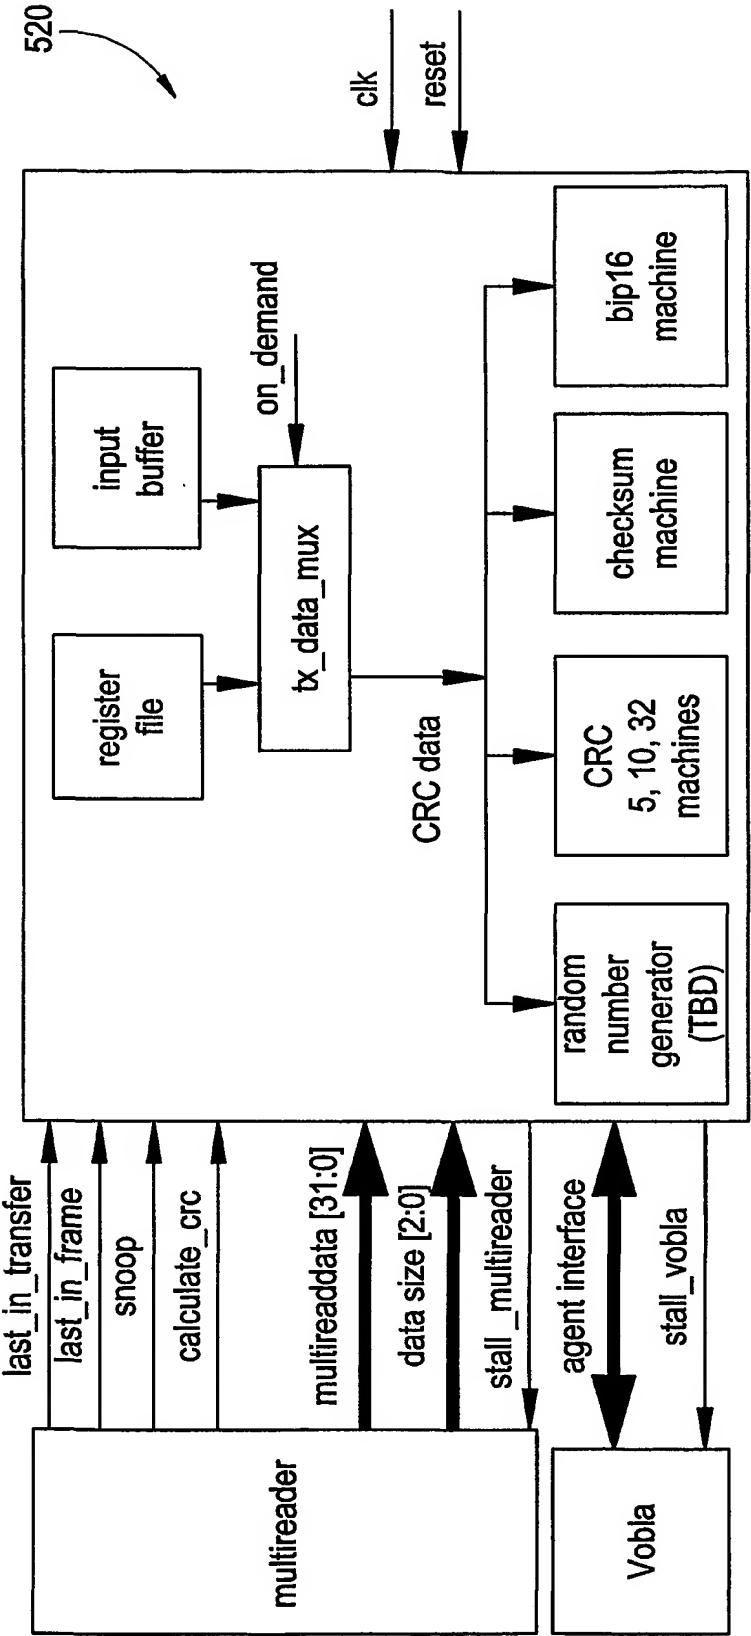 520
last_in_transfer
last_in_frame
snoop
calculate_crc
multireaddata [31:0]
data size [2:0]
stall_multireader
agent interface
stall_vobla
multireader
Vobla
register
file
input
buffer
tx_data_mux
on_demand
CRC data
random
number
generator
(TBD)
CRC
5, 10, 32
machines
checksum
machine
bip16
machine
clk
reset